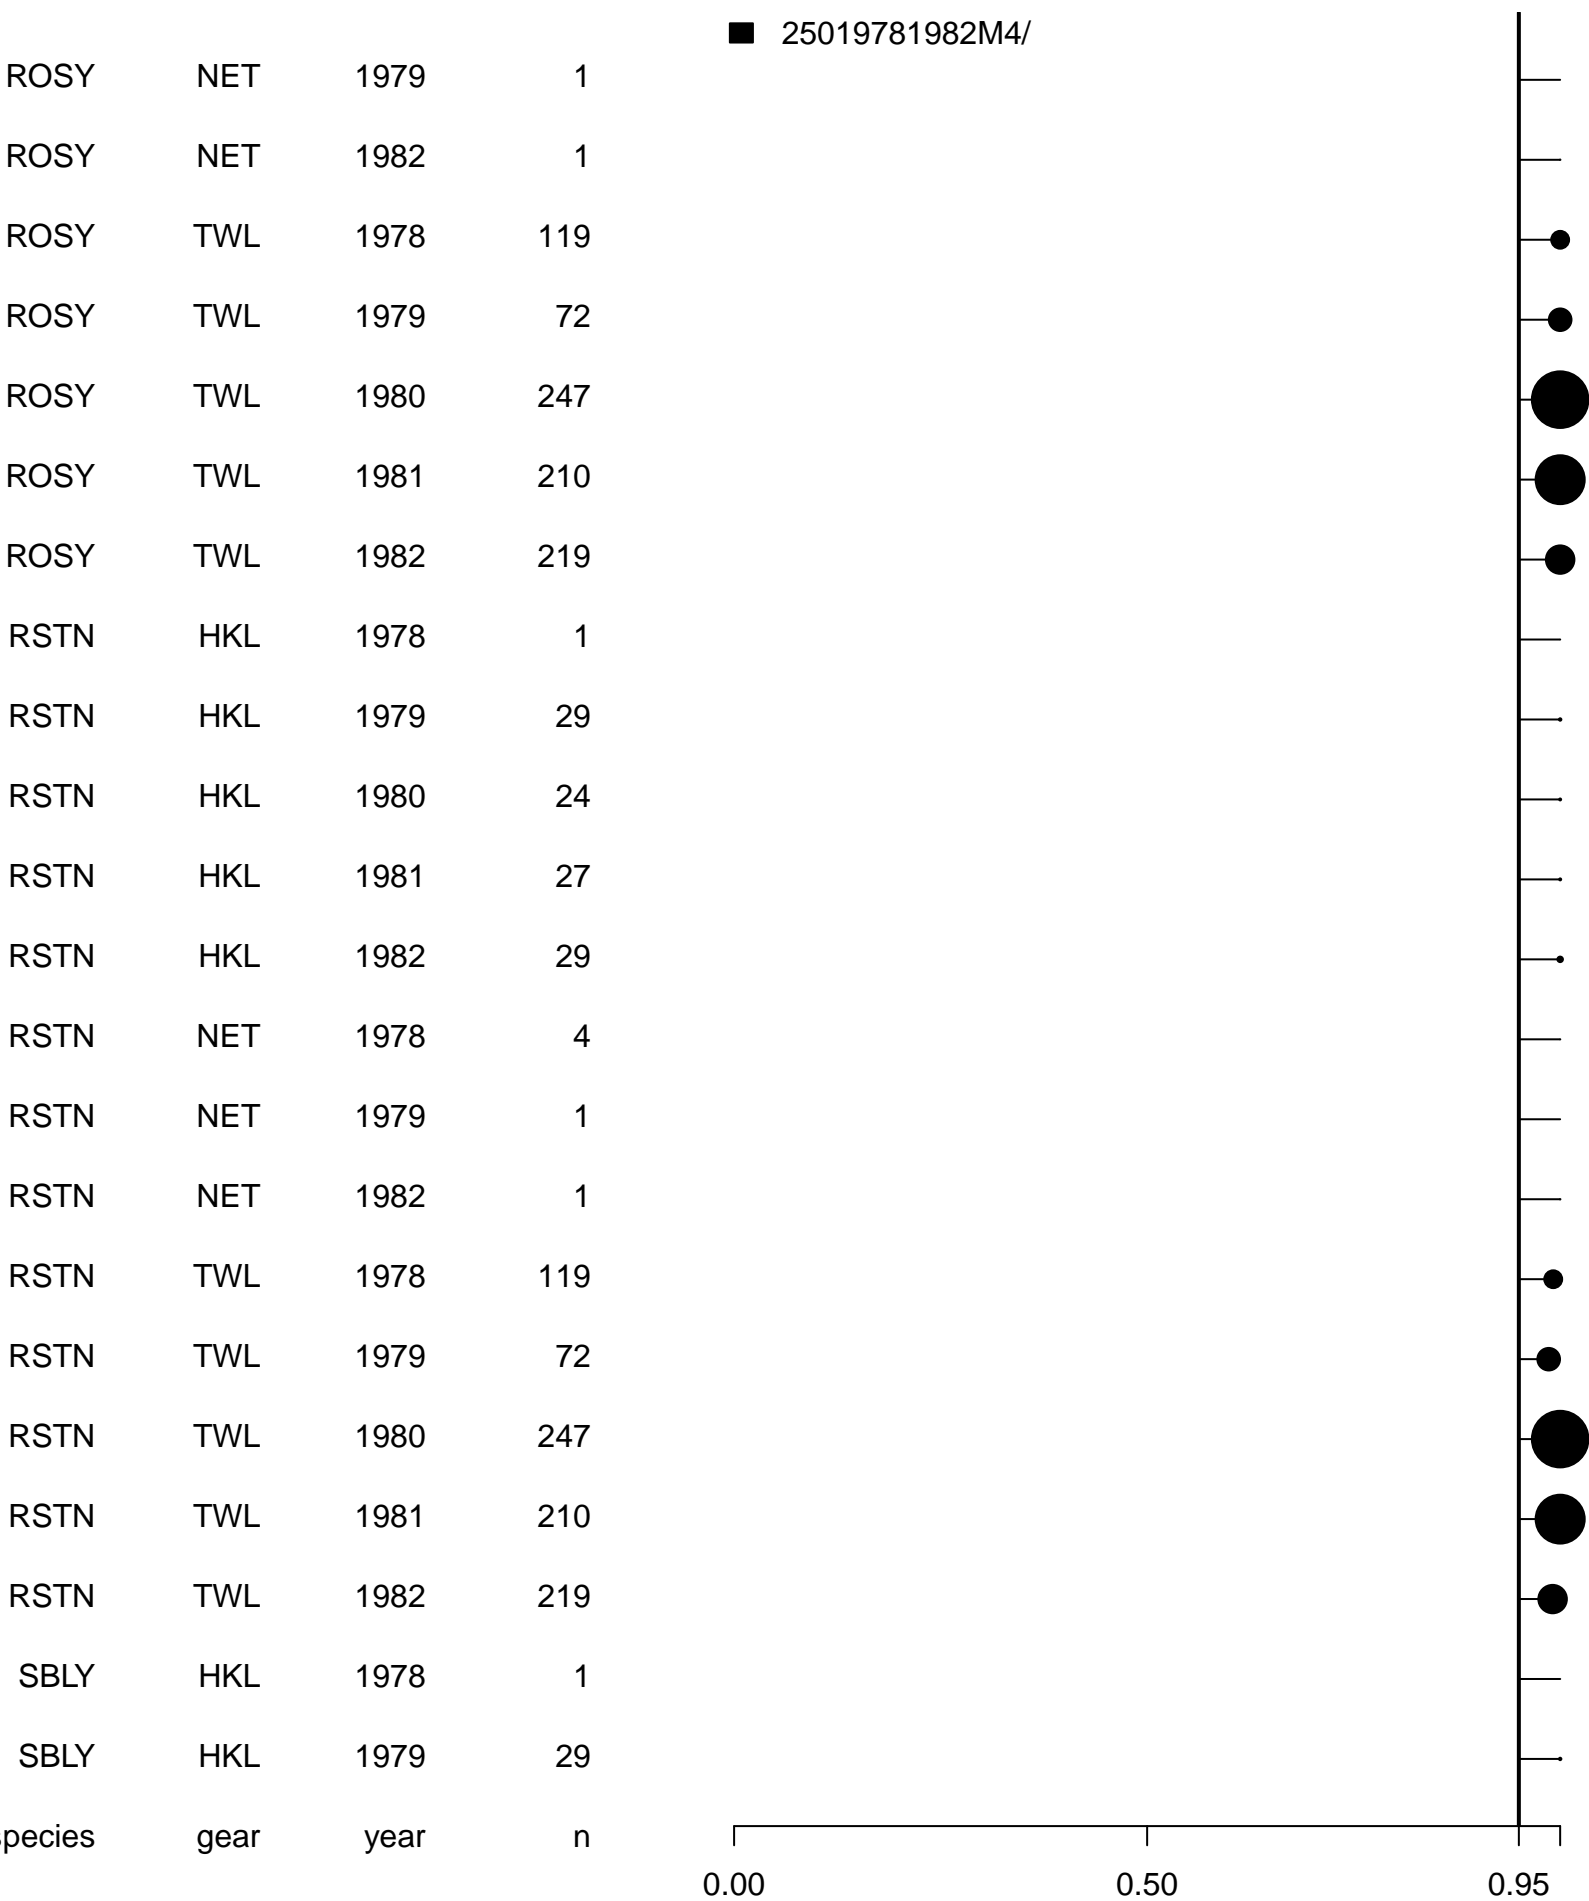 25019781982M4/
ROSY NET 1979 1
ROSY NET 1982 1
ROSY TWL 1978 119
ROSY TWL 1979 72
ROSY TWL 1980 247
ROSY TWL 1981 210
ROSY TWL 1982 219
RSTN HKL 1978 1
RSTN HKL 1979 29
RSTN HKL 1980 24
RSTN HKL 1981 27
RSTN HKL 1982 29
RSTN NET 1978 4
RSTN NET 1979 1
RSTN NET 1982 1
RSTN TWL 1978 119
RSTN TWL 1979 72
RSTN TWL 1980 247
RSTN TWL 1981 210
RSTN TWL 1982 219
SBLY HKL 1978 1
SBLY HKL 1979 29
species gear year n
0.00 0.50 0.95